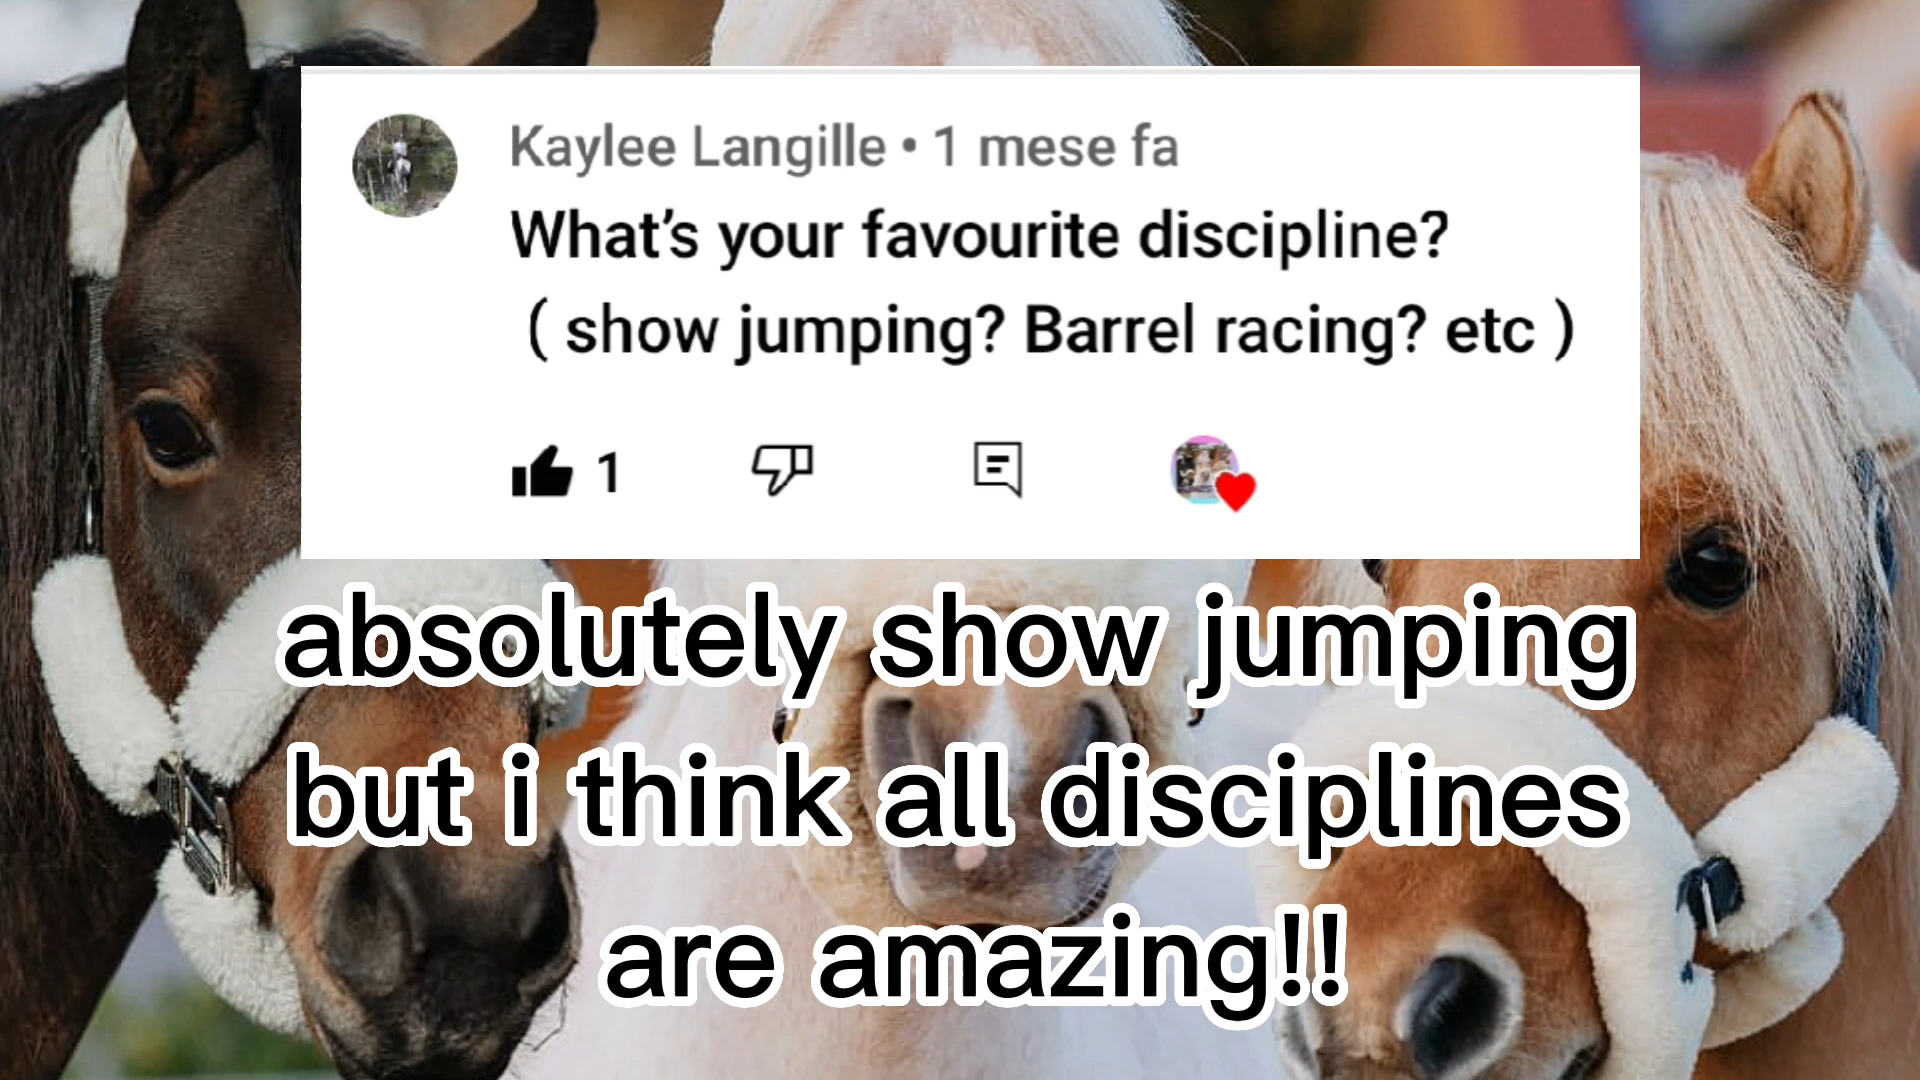 Kaylee Langille • 1 mese fa
What's your favourite discipline?
( show jumping? Barrel racing? etc )
1
absolutely show jumping
but i think all disciplines
are amazing!!